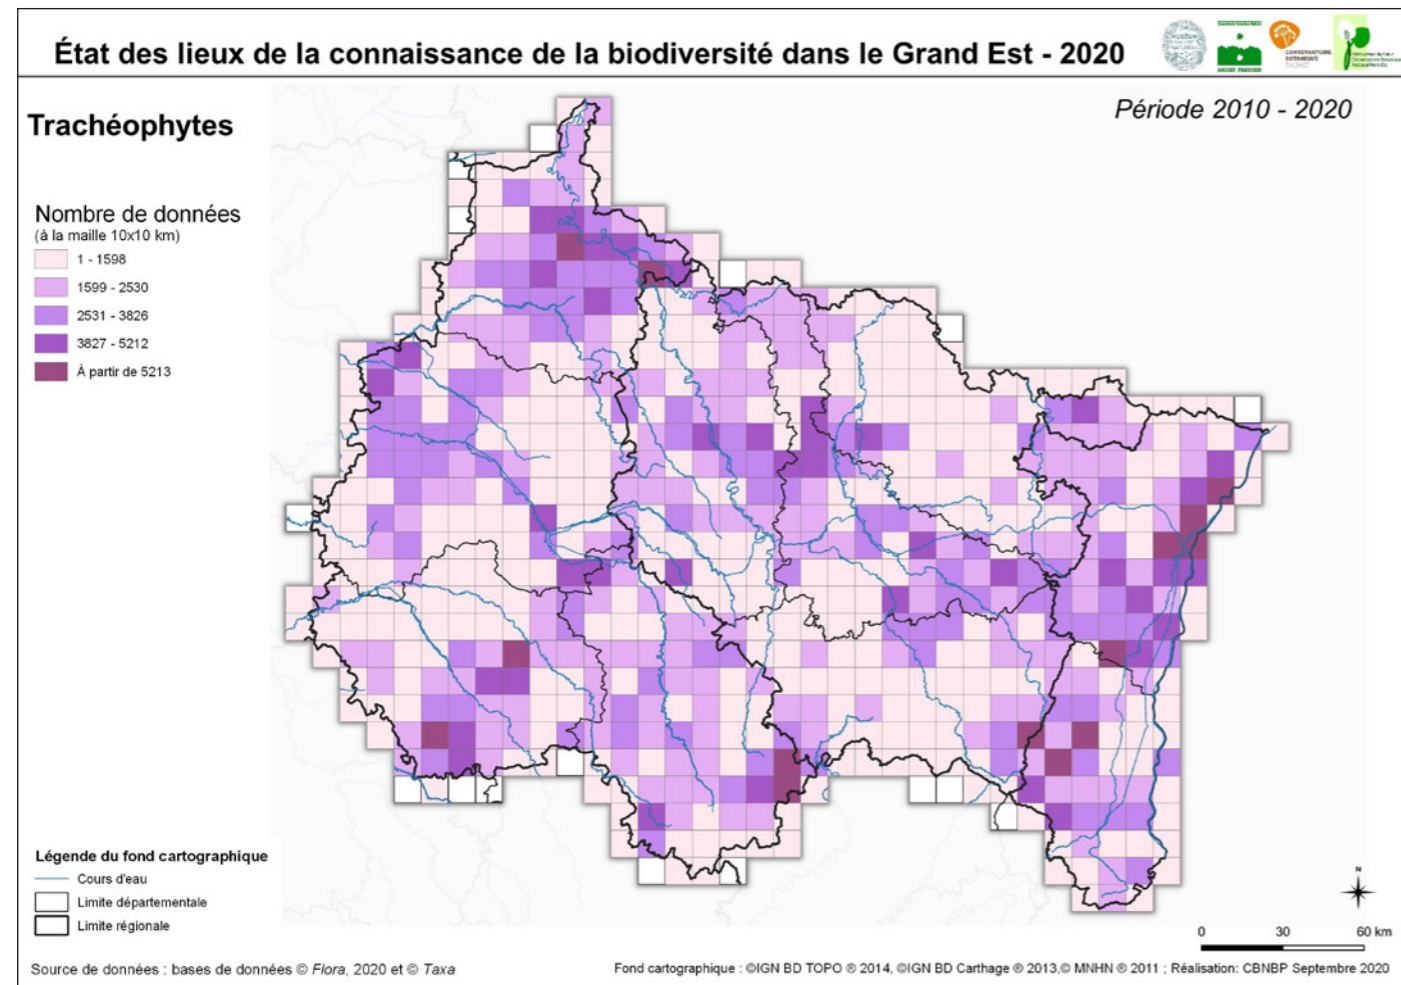 État des lieux de la connaissance de la biodiversité dans le Grand Est - 2020
Trachéophytes
Période 2010 - 2020
Nombre de données
(à la maille 10x10 km)
1 - 1598
1599 - 2530
2531 - 3826
3827 - 5212
À partir de 5213
Légende du fond cartographique
Cours d'eau
Limite départementale
Limite régionale
N
0 30 60 km
Source de données : bases de données © Flora, 2020 et © Taxa
Fond cartographique : ©IGN BD TOPO ® 2014, ©IGN BD Carthage ® 2013,© MNHN ® 2011 ; Réalisation: CBNBP Septembre 2020